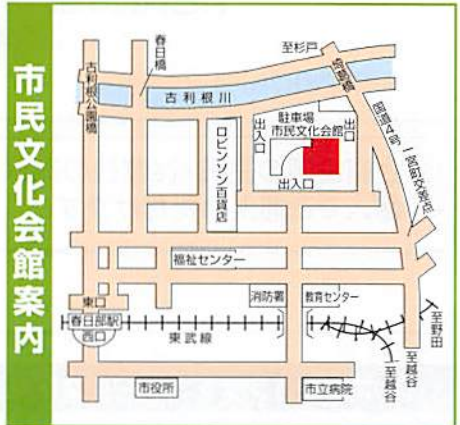 市民文化会館案内
春日橋
至杉戸
古利根公園橋
埼葛橋
古利根川
駐車場
市民文化会館
出入口
出口
出入口
国道4号
一宮町交差点
ロビンソン百貨店
福祉センター
東口
消防署
教育センター
春日部駅
西口
東武線
至野田
至越谷
至越谷
市役所
市立病院